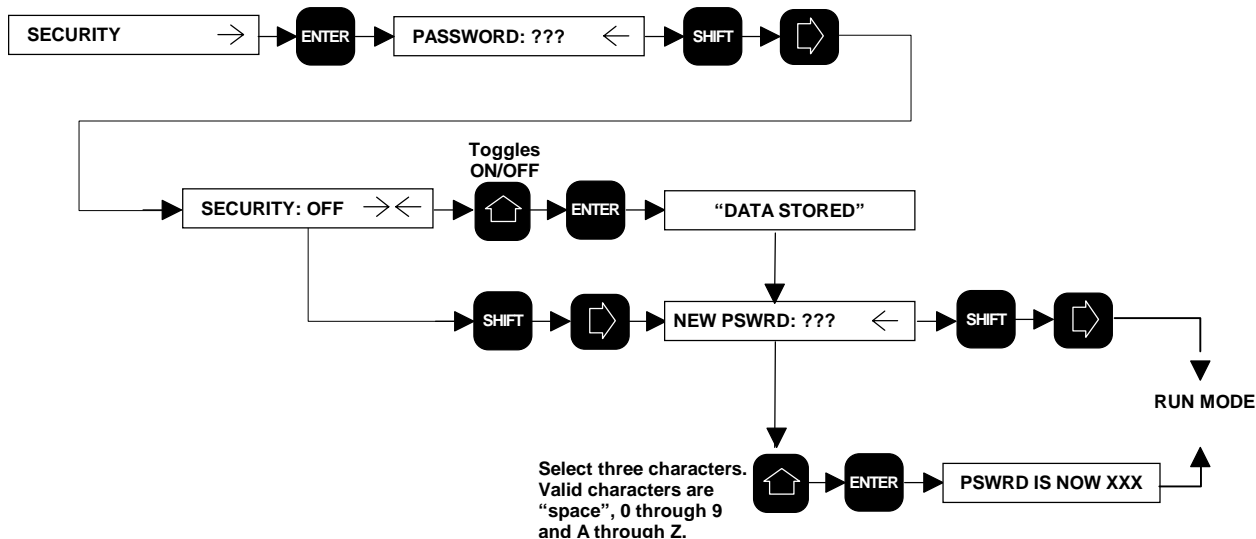 SECURITY
ENTER
PASSWORD: ???
SHIFT
Toggles
ON/OFF
SECURITY: OFF
ENTER
“DATA STORED”
SHIFT
NEW PSWRD: ???
SHIFT
RUN MODE
Select three characters.
Valid characters are
“space”, 0 through 9
and A through Z.
ENTER
PSWRD IS NOW XXX